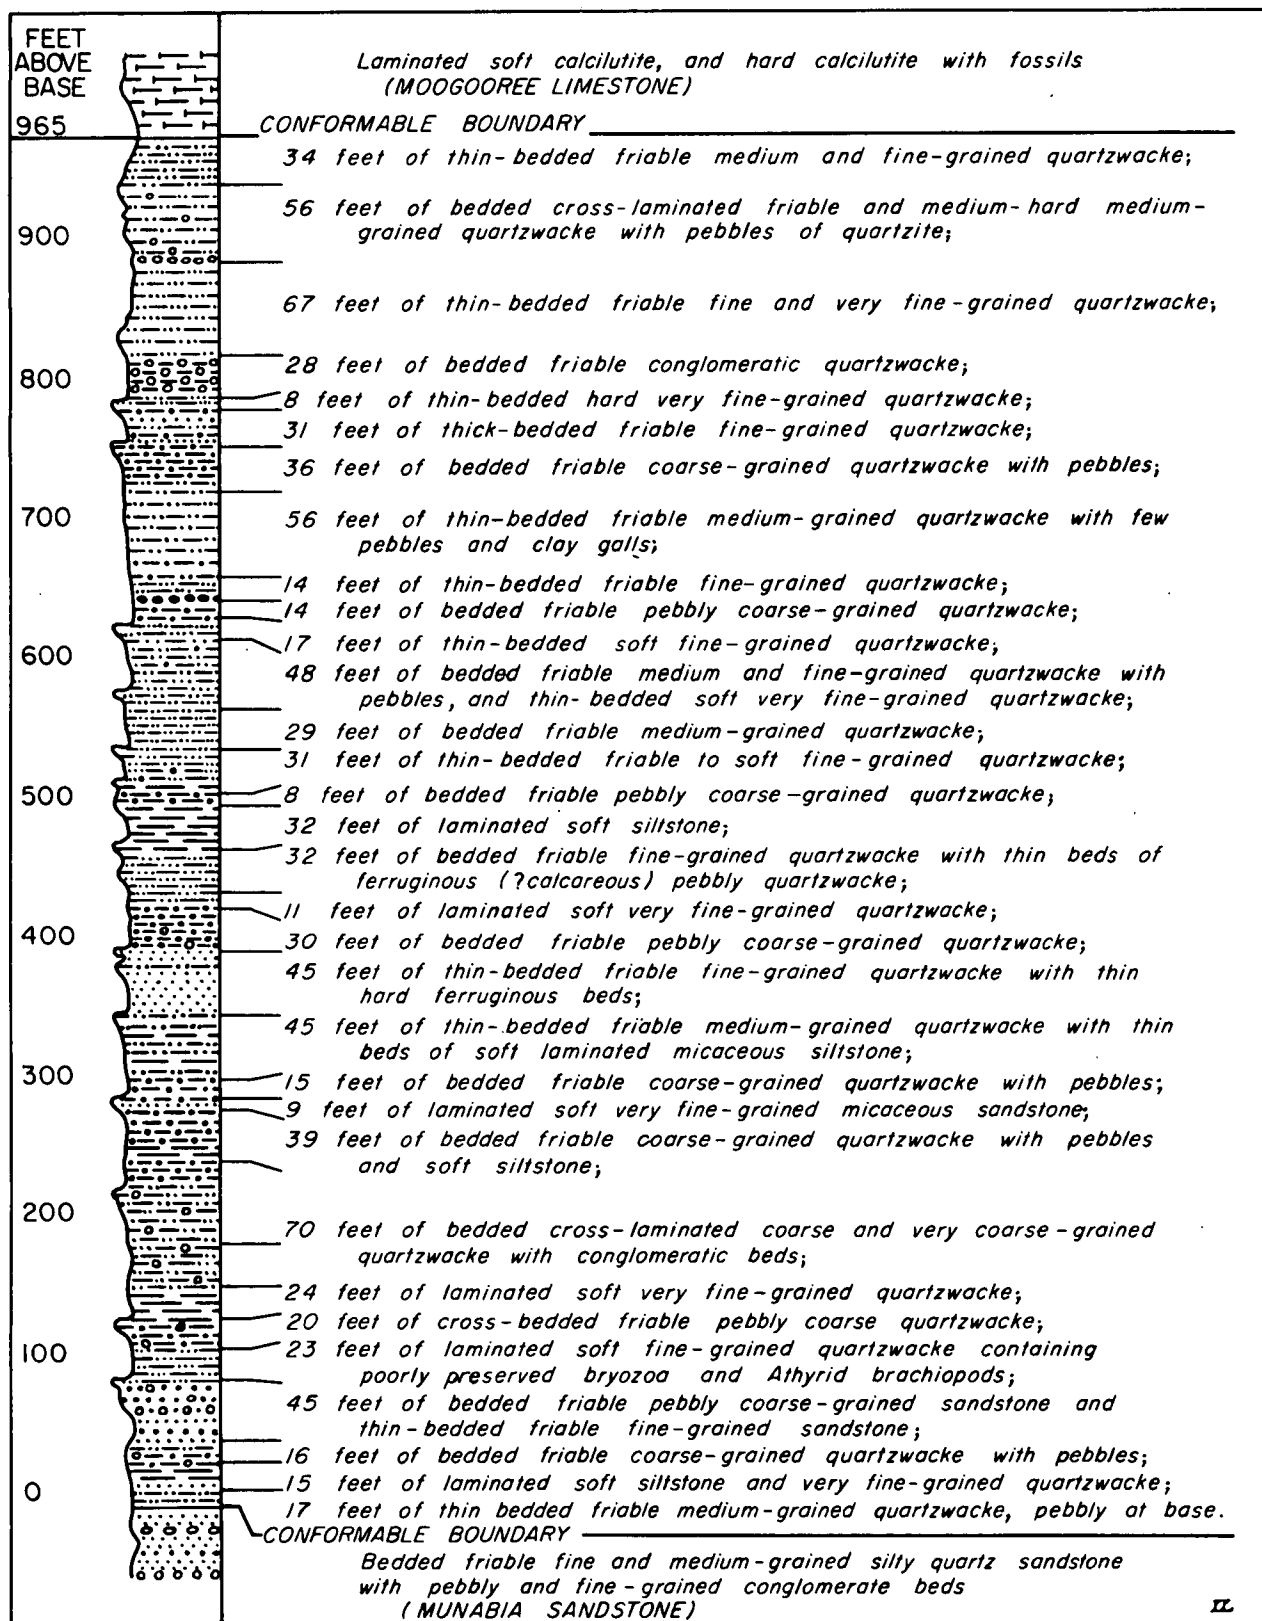 FEET
ABOVE
BASE
Laminated soft calcilutite, and hard calcilutite with fossils
(MOOGOOREE LIMESTONE)
965
CONFORMABLE BOUNDARY
34 feet of thin-bedded friable medium and fine-grained quartzwacke;
56 feet of bedded cross-laminated friable and medium-hard medium-
900
grained quartzwacke with pebbles of quartzite;
67 feet of thin-bedded friable fine and very fine-grained quartzwacke;
28 feet of bedded friable conglomeratic quartzwacke;
800
8 feet of thin-bedded hard very fine-grained quartzwacke;
31 feet of thick-bedded friable fine-grained quartzwacke;
36 feet of bedded friable coarse-grained quartzwacke with pebbles;
700
56 feet of thin-bedded friable medium-grained quartzwacke with few
pebbles and clay galls;
14 feet of thin-bedded friable fine-grained quartzwacke;
14 feet of bedded friable pebbly coarse-grained quartzwacke;
17 feet of thin-bedded soft fine-grained quartzwacke;
600
48 feet of bedded friable medium and fine-grained quartzwacke with
pebbles, and thin-bedded soft very fine-grained quartzwacke;
29 feet of bedded friable medium-grained quartzwacke;
31 feet of thin-bedded friable to soft fine-grained quartzwacke;
500
8 feet of bedded friable pebbly coarse-grained quartzwacke;
32 feet of laminated soft siltstone;
32 feet of bedded friable fine-grained quartzwacke with thin beds of
ferruginous (?calcareous) pebbly quartzwacke;
11 feet of laminated soft very fine-grained quartzwacke;
400
30 feet of bedded friable pebbly coarse-grained quartzwacke;
45 feet of thin-bedded friable fine-grained quartzwacke with thin
hard ferruginous beds;
45 feet of thin-bedded friable medium-grained quartzwacke with thin
beds of soft laminated micaceous siltstone;
300
15 feet of bedded friable coarse-grained quartzwacke with pebbles;
9 feet of laminated soft very fine-grained micaceous sandstone;
39 feet of bedded friable coarse-grained quartzwacke with pebbles
and soft siltstone;
200
70 feet of bedded cross-laminated coarse and very coarse-grained
quartzwacke with conglomeratic beds;
24 feet of laminated soft very fine-grained quartzwacke;
20 feet of cross-bedded friable pebbly coarse quartzwacke;
100
23 feet of laminated soft fine-grained quartzwacke containing
poorly preserved bryozoa and Athyrid brachiopods;
45 feet of bedded friable pebbly coarse-grained sandstone and
thin-bedded friable fine-grained sandstone;
16 feet of bedded friable coarse-grained quartzwacke with pebbles;
15 feet of laminated soft siltstone and very fine-grained quartzwacke;
0
17 feet of thin bedded friable medium-grained quartzwacke, pebbly at base.
CONFORMABLE BOUNDARY
Bedded friable fine and medium-grained silty quartz sandstone
with pebbly and fine-grained conglomerate beds
(MUNABIA SANDSTONE)